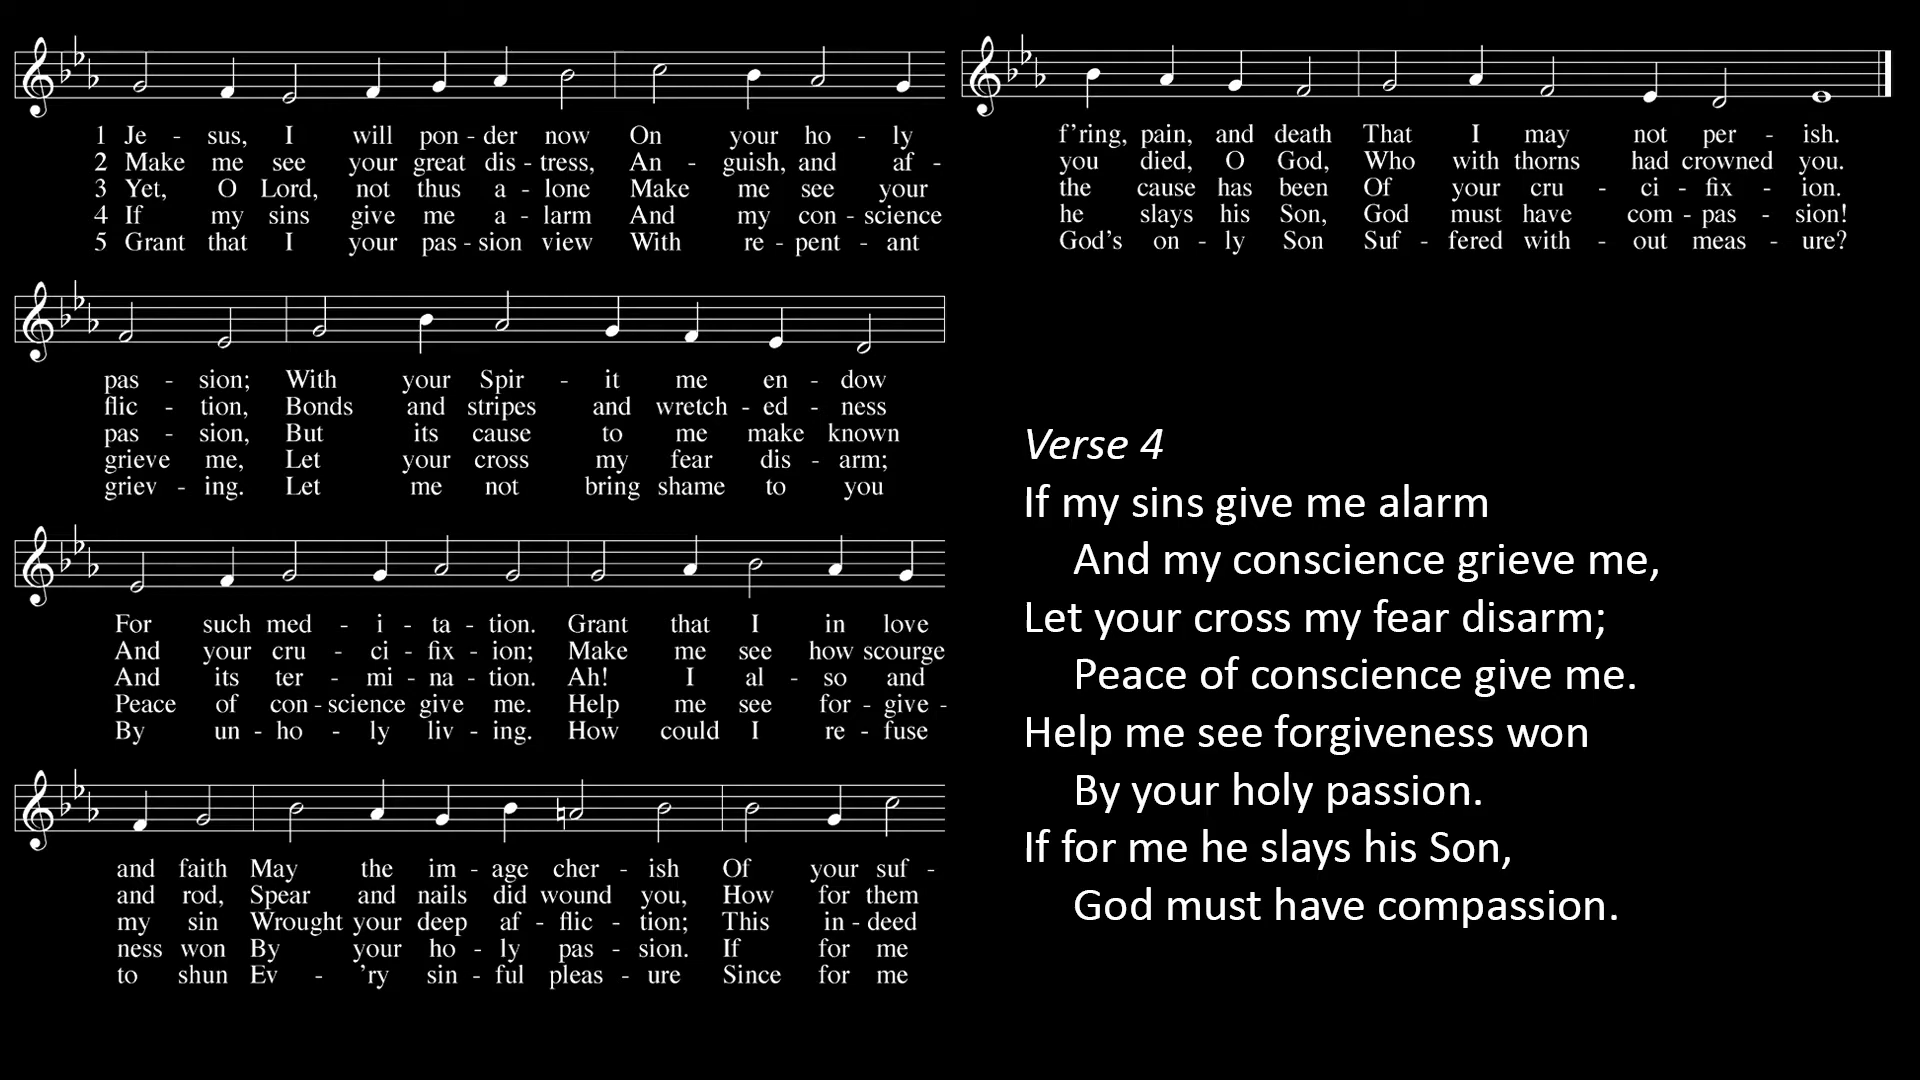 1 Je - sus, I will pon - der now On your ho - ly
2 Make me see your great dis - tress, An - guish, and af -
3 Yet, O Lord, not thus a - lone Make me see your
4 If my sins give me a - larm And my con - science
5 Grant that I your pas - sion view With re - pent - ant
pas - sion; With your Spir - it me en - dow
flic - tion, Bonds and stripes and wretch - ed - ness
pas - sion, But its cause to me make known
grieve me, Let your cross my fear dis - arm;
griev - ing. Let me not bring shame to you
For such med - i - ta - tion. Grant that I in love
And your cru - ci - fix - ion; Make me see how scourge
And its ter - mi - na - tion. Ah! I al - so and
Peace of con - science give me. Help me see for - give -
By un - ho - ly liv - ing. How could I re - fuse
and faith May the im - age cher - ish Of your suf -
and rod, Spear and nails did wound you, How for them
my sin Wrought your deep af - flic - tion; This in - deed
ness won By your ho - ly pas - sion. If for me
to shun Ev - 'ry sin - ful pleas - ure Since for me
f'ring, pain, and death That I may not per - ish.
you died, O God, Who with thorns had crowned you.
the cause has been Of your cru - ci - fix - ion.
he slays his Son, God must have com - pas - sion!
God's on - ly Son Suf - fered with - out meas - ure?
Verse 4
If my sins give me alarm
And my conscience grieve me,
Let your cross my fear disarm;
Peace of conscience give me.
Help me see forgiveness won
By your holy passion.
If for me he slays his Son,
God must have compassion.